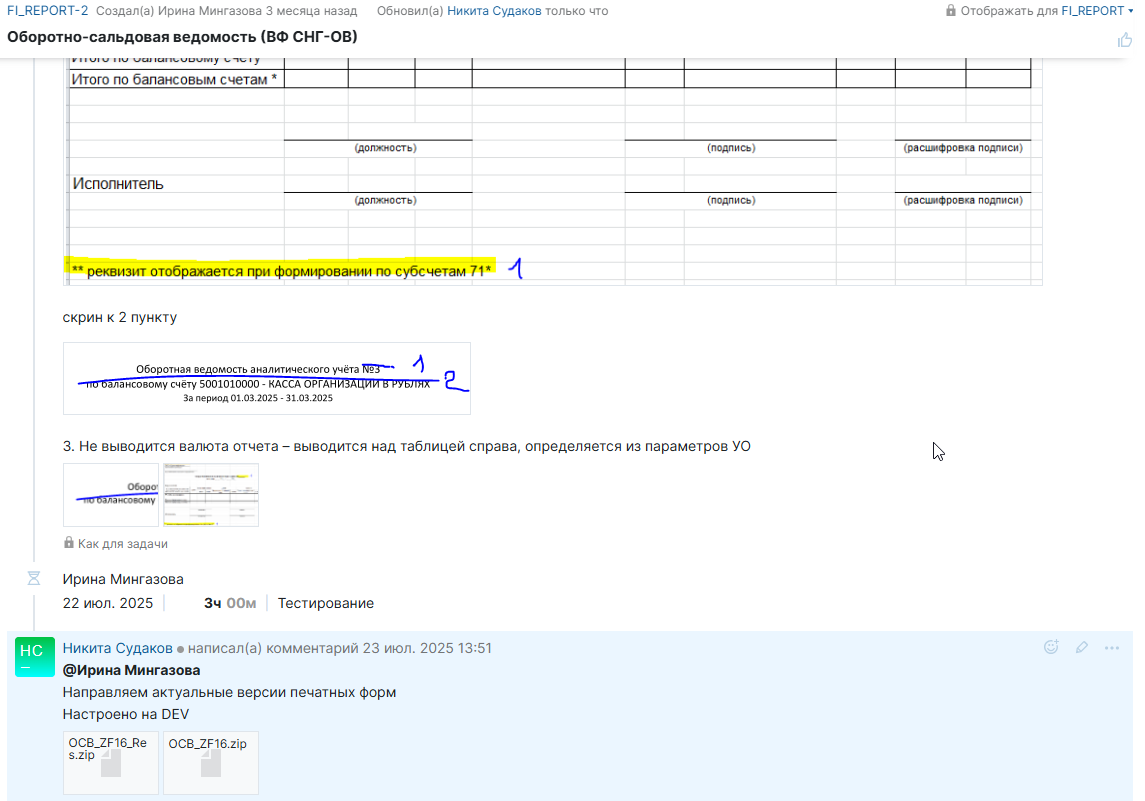 FI_REPORT-2 Создал(а) Ирина Мингазова 3 месяца назад Обновил(а) Никита Судаков только что Отображать для FI_REPORT
Оборотно-сальдовая ведомость (ВФ СНГ-ОВ)
Итого по балансовому счету
Итого по балансовым счетам *
(должность) (подпись) (расшифровка подписи)
Исполнитель
(должность) (подпись) (расшифровка подписи)
** реквизит отображается при формировании по субсчетам 71* 1
скрин к 2 пункту
Оборотная ведомость аналитического учёта №3 1
по балансовому счёту 5001010000 - КАССА ОРГАНИЗАЦИИ В РУБЛЯХ 2
За период 01.03.2025 - 31.03.2025
3. Не выводится валюта отчета – выводится над таблицей справа, определяется из параметров УО
Оборо
по балансовому
Как для задачи
Ирина Мингазова
22 июл. 2025 3ч 00м Тестирование
НС
Никита Судаков написал(а) комментарий 23 июл. 2025 13:51
@Ирина Мингазова
Направляем актуальные версии печатных форм
Настроено на DEV
OCB_ZF16_Re
s.zip
OCB_ZF16.zip